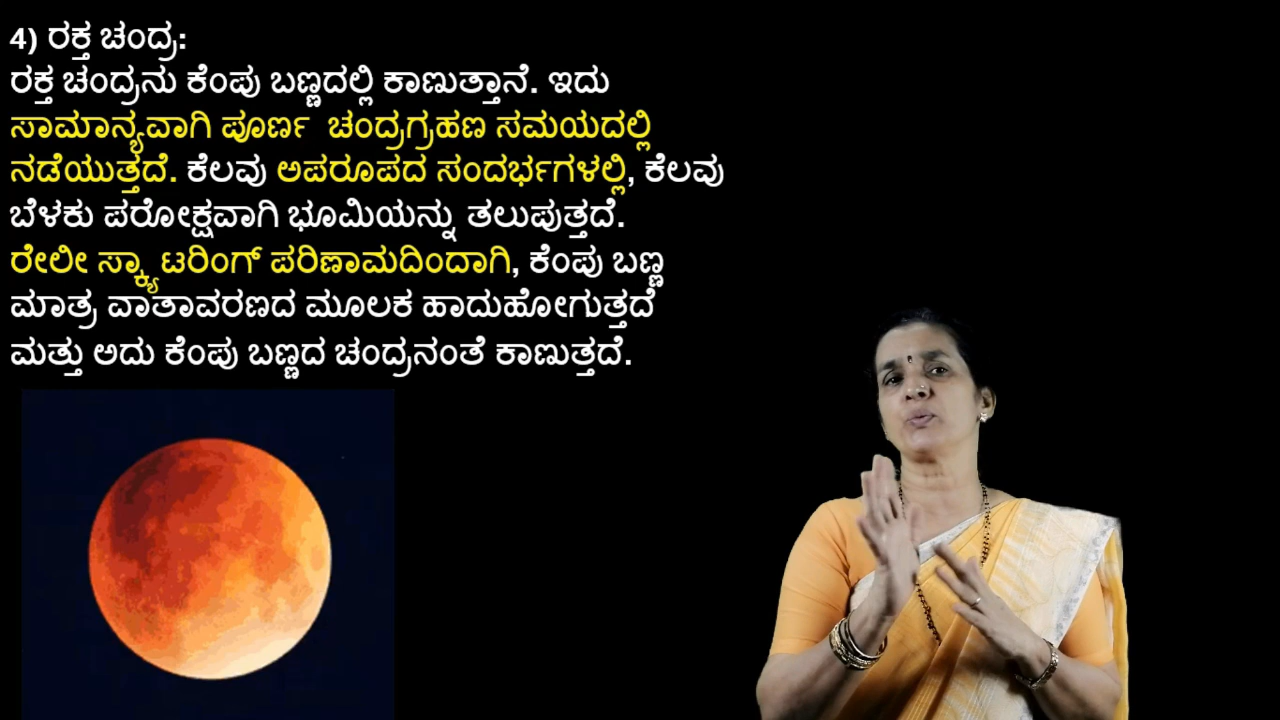 4) ರಕ್ತ ಚಂದ್ರ:
ರಕ್ತ ಚಂದ್ರನು ಕೆಂಪು ಬಣ್ಣದಲ್ಲಿ ಕಾಣುತ್ತಾನೆ. ಇದು
ಸಾಮಾನ್ಯವಾಗಿ ಪೂರ್ಣ ಚಂದ್ರಗ್ರಹಣ ಸಮಯದಲ್ಲಿ
ನಡೆಯುತ್ತದೆ. ಕೆಲವು ಅಪರೂಪದ ಸಂದರ್ಭಗಳಲ್ಲಿ, ಕೆಲವು
ಬೆಳಕು ಪರೋಕ್ಷವಾಗಿ ಭೂಮಿಯನ್ನು ತಲುಪುತ್ತದೆ.
ರೇಲೀ ಸ್ಕ್ಯಾಟರಿಂಗ್ ಪರಿಣಾಮದಿಂದಾಗಿ, ಕೆಂಪು ಬಣ್ಣ
ಮಾತ್ರ ವಾತಾವರಣದ ಮೂಲಕ ಹಾದುಹೋಗುತ್ತದೆ
ಮತ್ತು ಅದು ಕೆಂಪು ಬಣ್ಣದ ಚಂದ್ರನಂತೆ ಕಾಣುತ್ತದೆ.